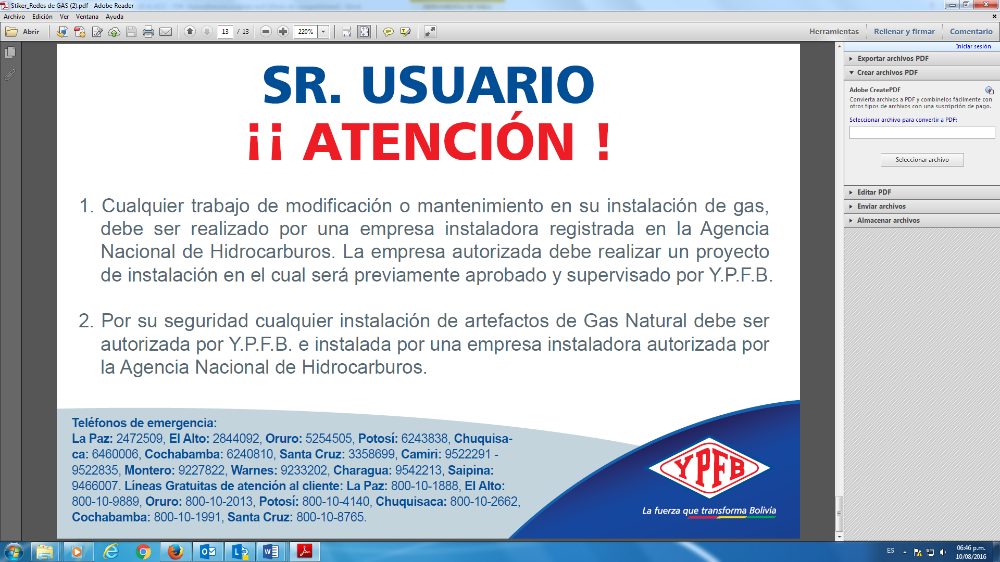 Stiker_Redes de GAS (2).pdf - Adobe Reader
Archivo Edición Ver Ventana Ayuda
Abrir 13 / 13 220% Herramientas Rellenar y firmar Comentario
Iniciar sesión
Exportar archivos PDF
Crear archivos PDF
Adobe CreatePDF
Convierta archivos a PDF y combínelos fácilmente con
otros tipos de archivos con una suscripción de pago.
Seleccionar archivo para convertir a PDF:
Seleccionar archivo
Editar PDF
Enviar archivos
Almacenar archivos
SR. USUARIO
¡¡ ATENCIÓN !
1. Cualquier trabajo de modificación o mantenimiento en su instalación de gas,
debe ser realizado por una empresa instaladora registrada en la Agencia
Nacional de Hidrocarburos. La empresa autorizada debe realizar un proyecto
de instalación en el cual será previamente aprobado y supervisado por Y.P.F.B.
2. Por su seguridad cualquier instalación de artefactos de Gas Natural debe ser
autorizada por Y.P.F.B. e instalada por una empresa instaladora autorizada por
la Agencia Nacional de Hidrocarburos.
Teléfonos de emergencia:
La Paz: 2472509, El Alto: 2844092, Oruro: 5254505, Potosí: 6243838, Chuquisa-
ca: 6460006, Cochabamba: 6240810, Santa Cruz: 3358699, Camiri: 9522291 -
9522835, Montero: 9227822, Warnes: 9233202, Charagua: 9542213, Saipina:
9466007. Líneas Gratuitas de atención al cliente: La Paz: 800-10-1888, El Alto:
800-10-9889, Oruro: 800-10-2013, Potosí: 800-10-4140, Chuquisaca: 800-10-2662,
Cochabamba: 800-10-1991, Santa Cruz: 800-10-8765.
YPFB
La fuerza que transforma Bolivia
ES
06:46 p.m.
10/08/2016